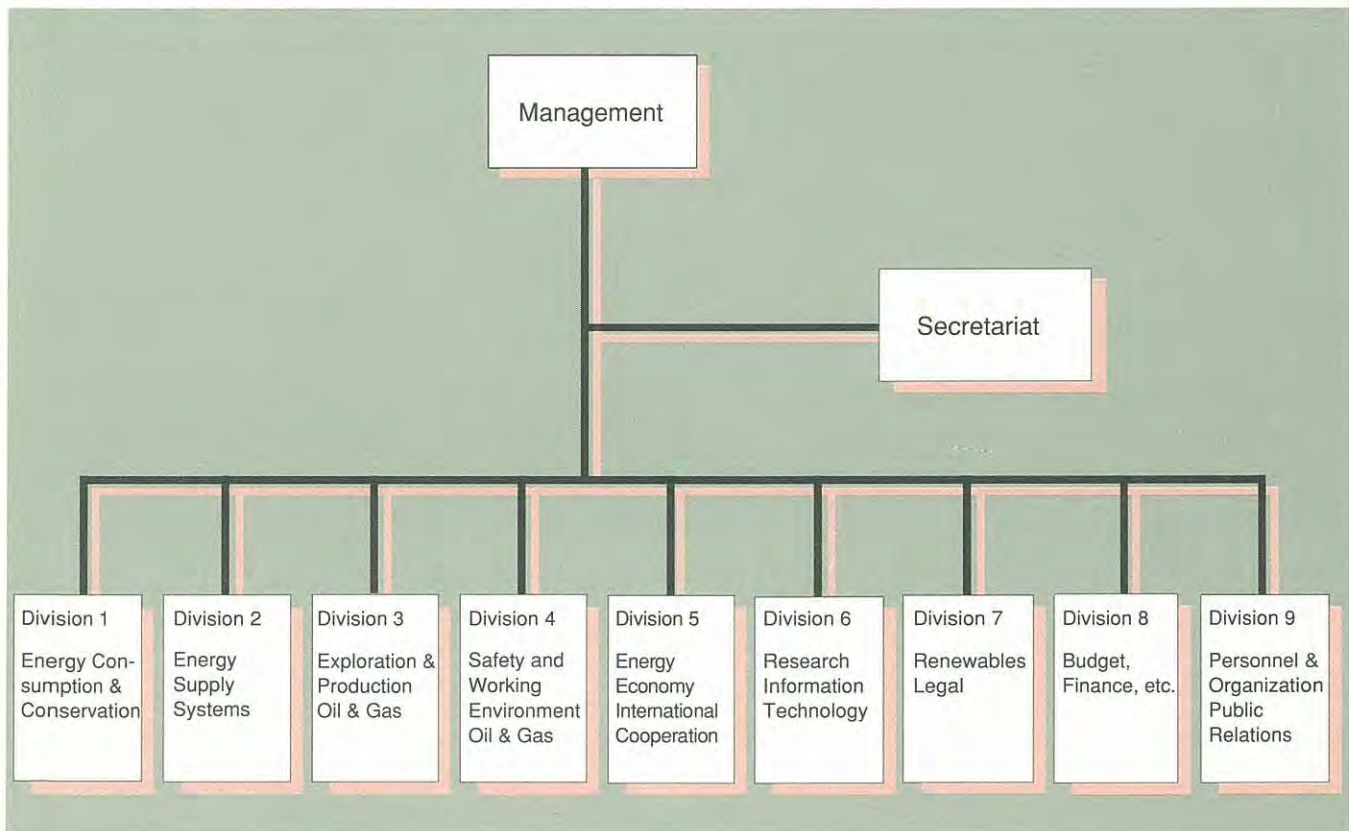 Management
Secretariat
Division 1
Energy Con-
sumption &
Conservation
Division 2
Energy
Supply
Systems
Division 3
Exploration &
Production
Oil & Gas
Division 4
Safety and
Working
Environment
Oil & Gas
Division 5
Energy
Economy
International
Cooperation
Division 6
Research
Information
Technology
Division 7
Renewables
Legal
Division 8
Budget,
Finance, etc.
Division 9
Personnel &
Organization
Public
Relations